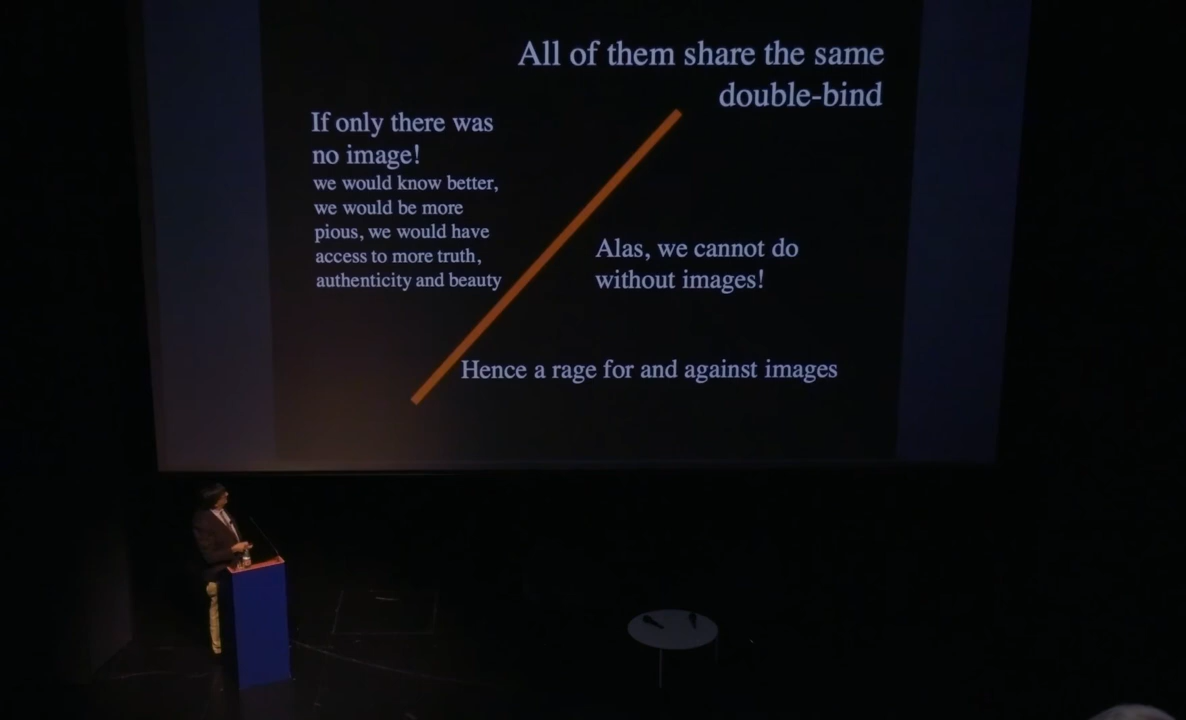 All of them share the same
double-bind
If only there was
no image!
we would know better,
we would be more
pious, we would have
access to more truth,
authenticity and beauty
Alas, we cannot do
without images!
Hence a rage for and against images